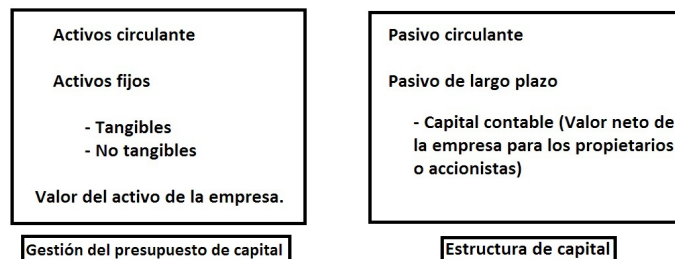 Activos circulante
Activos fijos
- Tangibles
- No tangibles
Valor del activo de la empresa.
Gestión del presupuesto de capital
Pasivo circulante
Pasivo de largo plazo
- Capital contable (Valor neto de
la empresa para los propietarios
o accionistas)
Estructura de capital